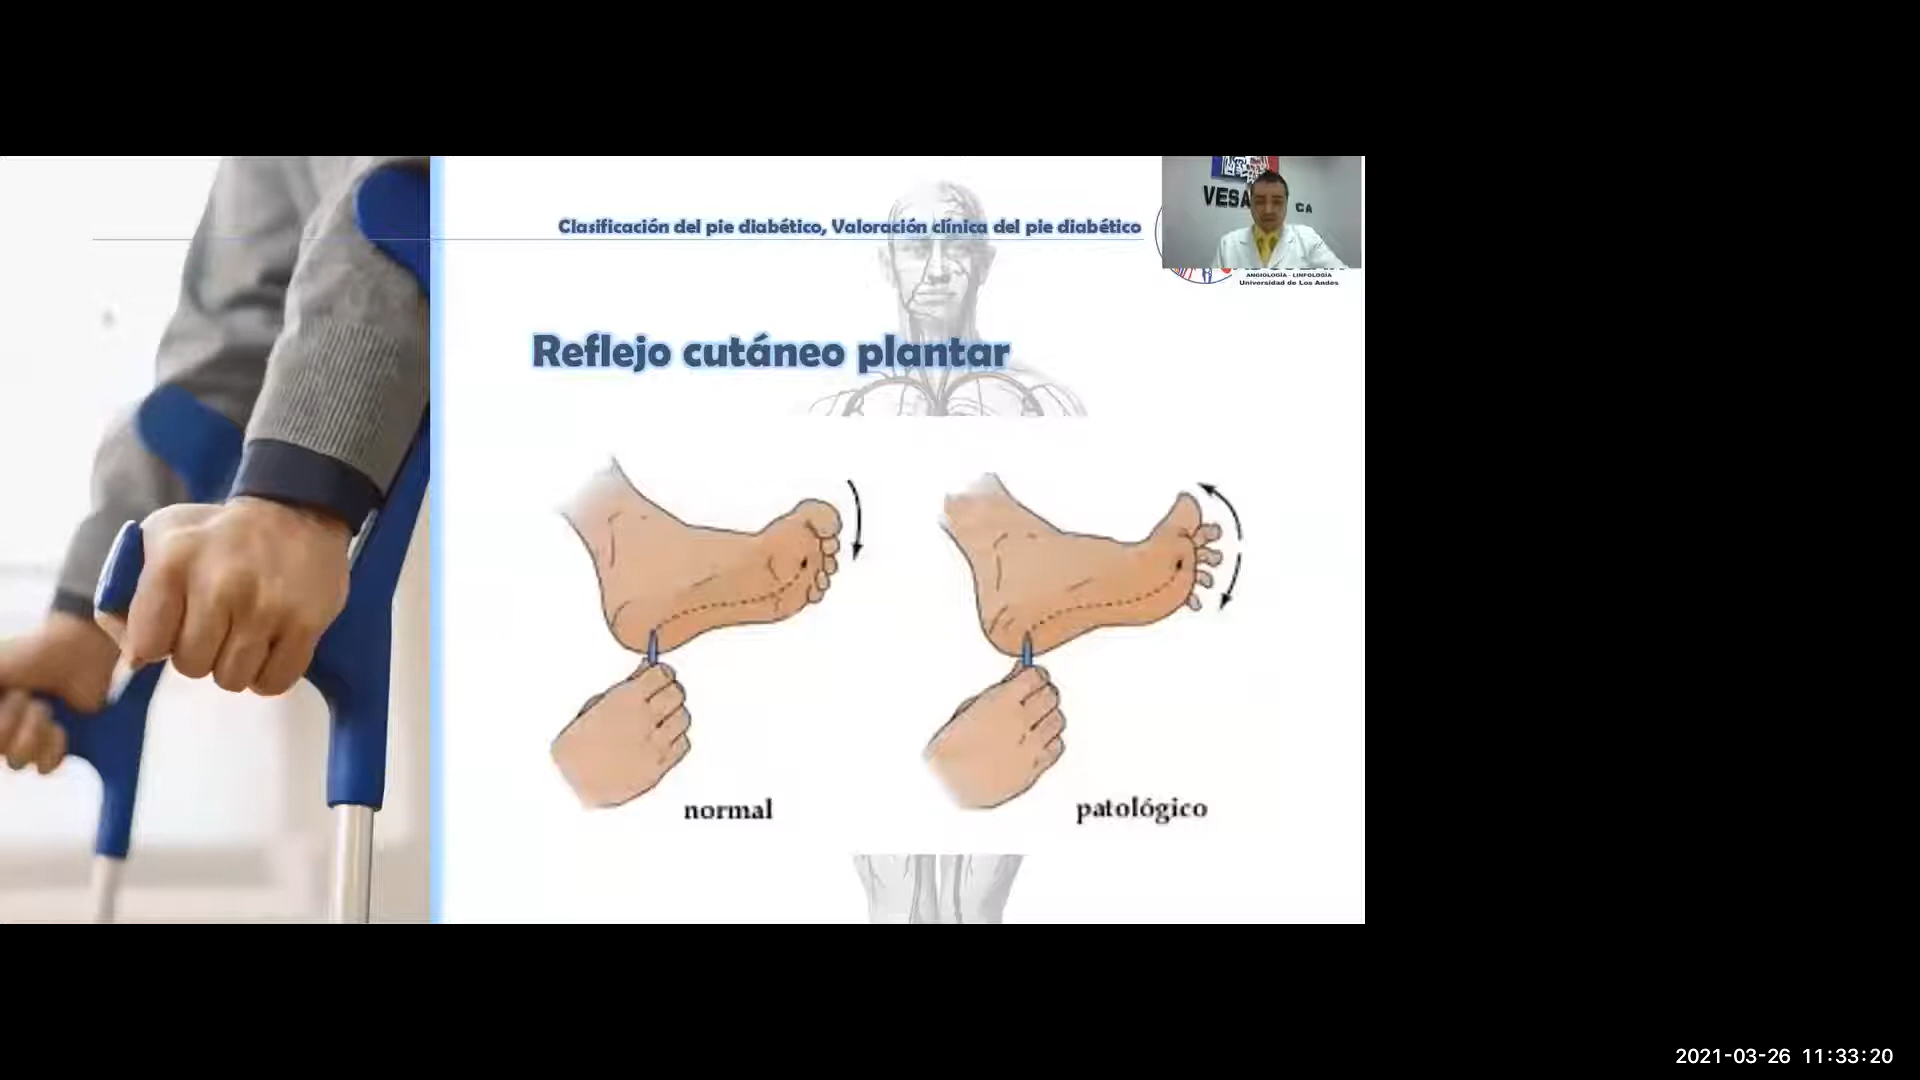 VESA CA
Clasificación del pie diabético, Valoración clínica del pie diabético
ANGIOLOGÍA - LINFOLOGÍA
Universidad de Los Andes
Reflejo cutáneo plantar
normal
patológico
2021-03-26 11:33:20